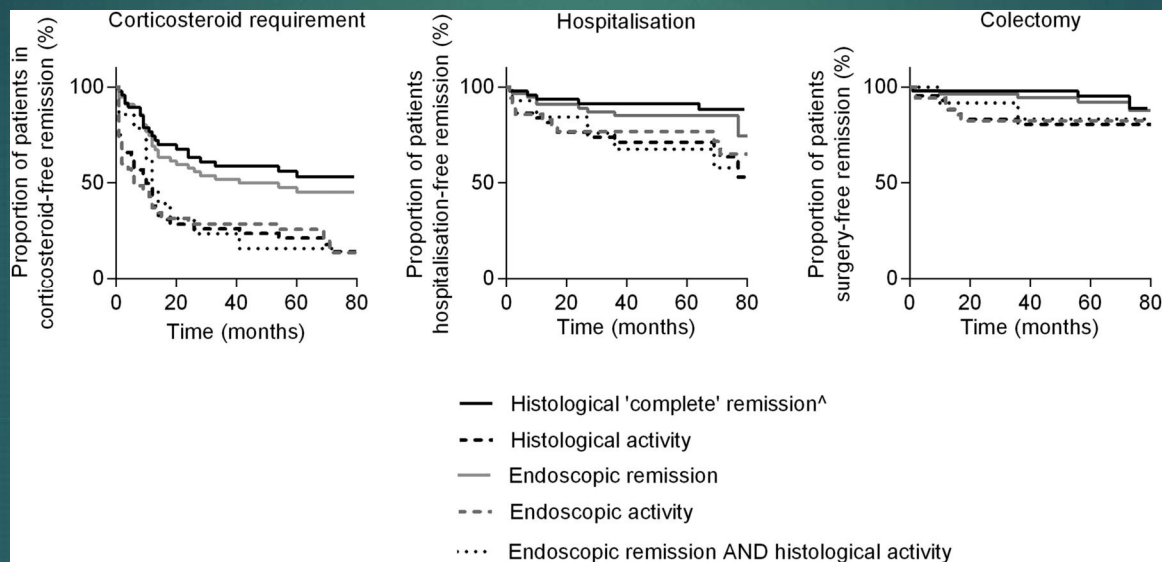 Corticosteroid requirement
Proportion of patients in
corticosteroid-free remission (%)
100
50
0
0 20 40 60 80
Time (months)
Hospitalisation
Proportion of patients
hospitalisation-free remission (%)
100
50
0
0 20 40 60 80
Time (months)
Colectomy
Proportion of patients
surgery-free remission (%)
100
50
0
0 20 40 60 80
Time (months)
Histological 'complete' remission^
Histological activity
Endoscopic remission
Endoscopic activity
Endoscopic remission AND histological activity